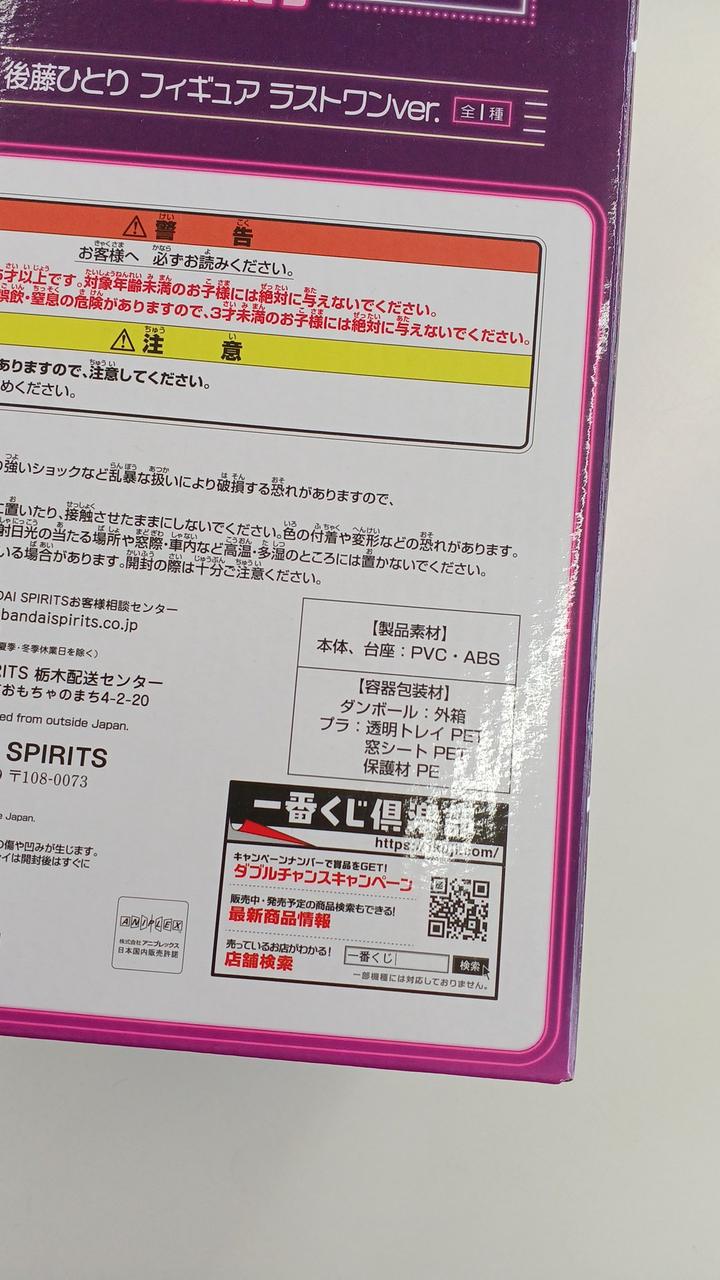 後藤ひとり フィギュア ラストワンver. 全1種
⚠警告
お客様へ 必ずお読みください。
才以上です。対象年齢未満のお子様には絶対に与えないでください。
誤飲・窒息の危険がありますので、3才未満のお子様には絶対に与えないでください。
⚠注意
ありますので、注意してください。
めください。
強いショックなど乱暴な扱いにより破損する恐れがありますので、
に置いたり、接触させたままにしないでください。色の付着や変形などの恐れがあります。
射日光の当たる場所や窓際・車内など高温・多湿のところには置かないでください。
いる場合があります。開封の際は十分ご注意ください。
DAI SPIRITSお客様相談センター
bandaispirits.co.jp
夏季・冬季休業日を除く)
RITS 栃木配送センター
おもちゃのまち4-2-20
ed from outside Japan.
SPIRITS
〒108-0073
e Japan.
の傷や凹みが生じます。
イは開封後はすぐに
【製品素材】
本体、台座:PVC・ABS
【容器包装材】
ダンボール:外箱
プラ:透明トレイ PET
窓シート PET
保護材 PE
一番くじ倶楽部
https://1kuji.com/
キャンペーンナンバーで賞品をGET!
ダブルチャンスキャンペーン
販売中・発売予定の商品検索もできる!
最新商品情報
売っているお店がわかる!
店舗検索
一番くじ 検索
一部機種には対応しておりません。
ANIPLEX
株式会社アニプレックス
日本国内販売許諾